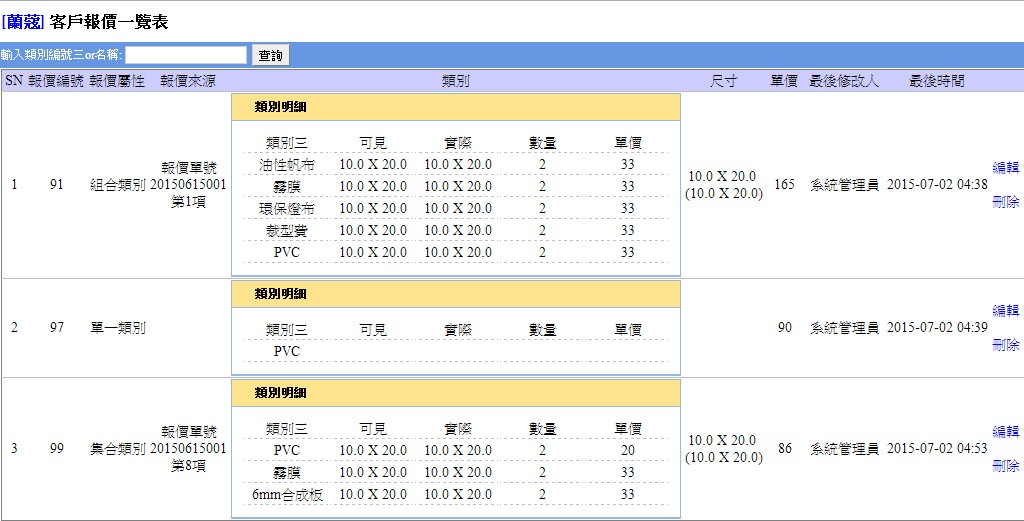 [蘭蔻] 客戶報價一覽表
輸入類別編號三or名稱: 查詢
SN 報價編號 報價屬性 報價來源 類別 尺寸 單價 最後修改人 最後時間
1 91 組合類別 報價單號 20150615001 第1項
類別明細
類別三 可見 實際 數量 單價
油性帆布 10.0 X 20.0 10.0 X 20.0 2 33
霧膜 10.0 X 20.0 10.0 X 20.0 2 33
環保燈布 10.0 X 20.0 10.0 X 20.0 2 33
裁型費 10.0 X 20.0 10.0 X 20.0 2 33
PVC 10.0 X 20.0 10.0 X 20.0 2 33
10.0 X 20.0 (10.0 X 20.0) 165 系統管理員 2015-07-02 04:38 編輯 刪除
2 97 單一類別
類別明細
類別三 可見 實際 數量 單價
PVC
90 系統管理員 2015-07-02 04:39 編輯 刪除
3 99 集合類別 報價單號 20150615001 第8項
類別明細
類別三 可見 實際 數量 單價
PVC 10.0 X 20.0 10.0 X 20.0 2 20
霧膜 10.0 X 20.0 10.0 X 20.0 2 33
6mm合成板 10.0 X 20.0 10.0 X 20.0 2 33
10.0 X 20.0 (10.0 X 20.0) 86 系統管理員 2015-07-02 04:53 編輯 刪除